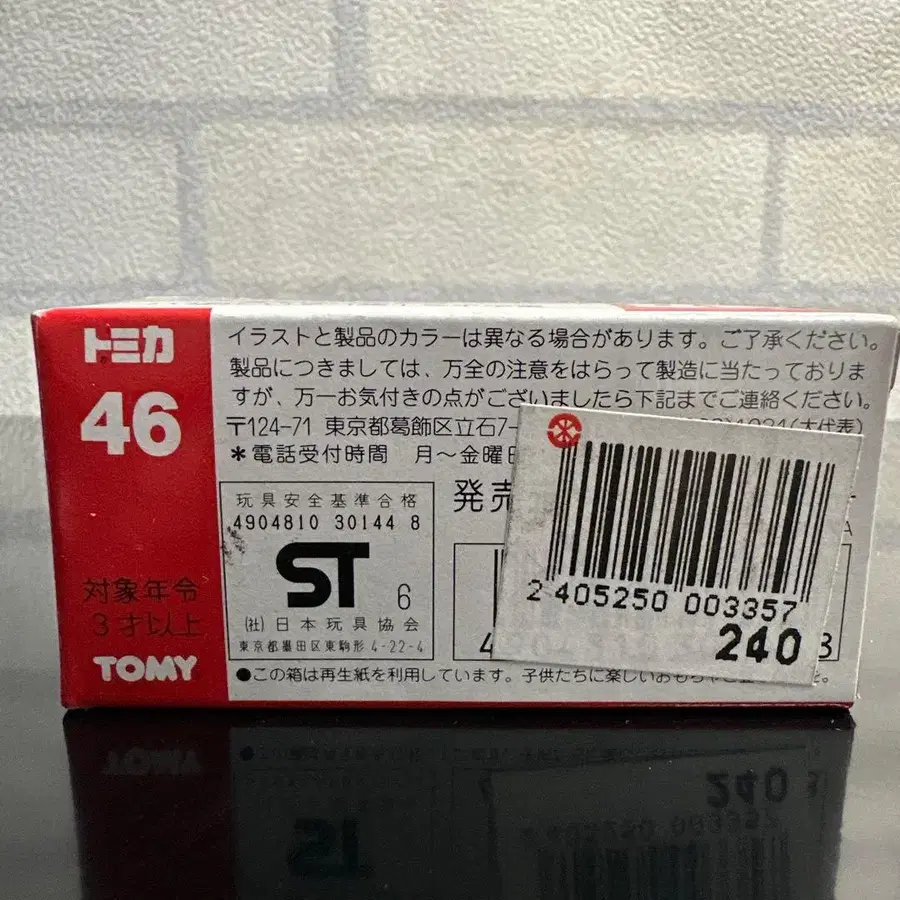 トミカ
46
対象年令
3才以上
TOMY
イラストと製品のカラーは異なる場合があります。ご了承ください。
製品につきましては、万全の注意をはらって製造に当たっておりま
すが、万一お気付きの点がございましたら下記までご連絡ください。
〒124-71 東京都葛飾区立石7-
1031(大代表)
*電話受付時間 月〜金曜日
玩具安全基準合格
4904810 30144 8
ST 6
(社)日本玩具協会
東京都墨田区東駒形 4-22-4
発売
A
4
3
2 405250 003357
240
●この箱は再生紙を利用しています。子供たちに楽しいおもちゃ